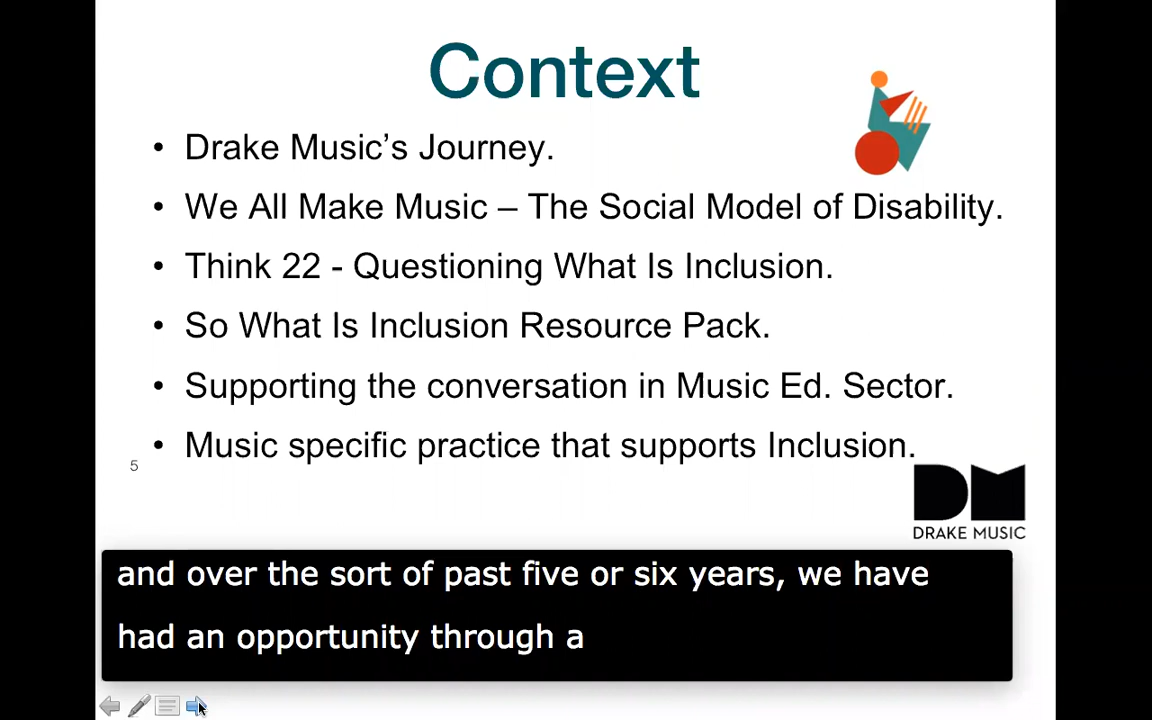 Context
• Drake Music’s Journey.
• We All Make Music – The Social Model of Disability.
• Think 22 - Questioning What Is Inclusion.
• So What Is Inclusion Resource Pack.
• Supporting the conversation in Music Ed. Sector.
• Music specific practice that supports Inclusion.
5
DM
DRAKE MUSIC
and over the sort of past five or six years, we have
had an opportunity through a